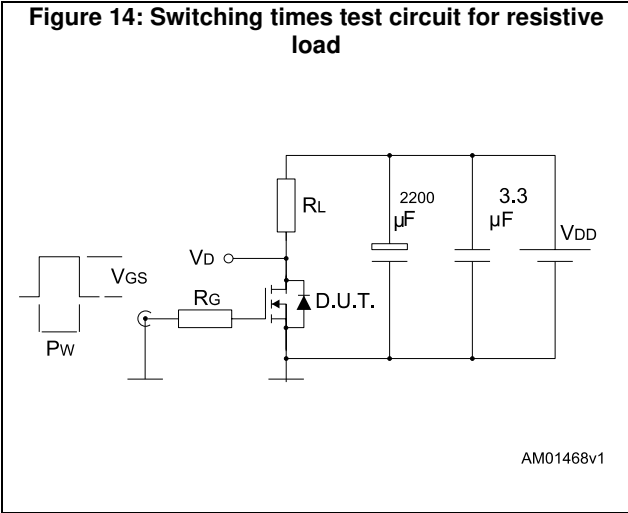 Figure 14: Switching times test circuit for resistive
load
2200
µF
3.3
µF
RL
VDD
VD
VGS
RG
D.U.T.
PW
AM01468v1